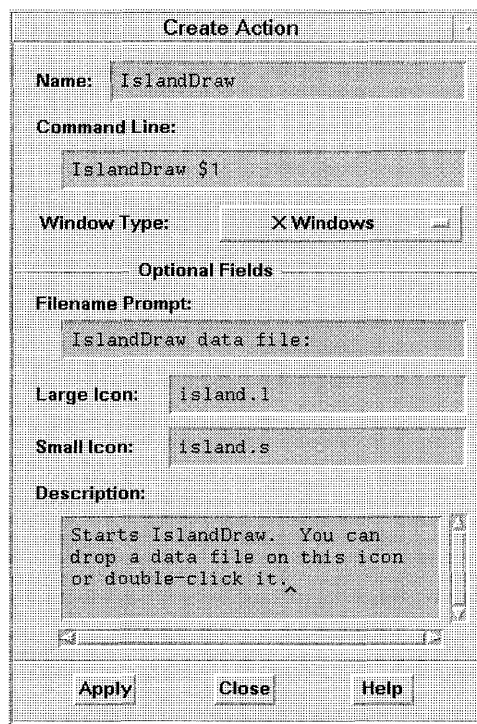 Create Action
Name: IslandDraw
Command Line:
IslandDraw $1
Window Type: X Windows
Optional Fields
Filename Prompt:
IslandDraw data file:
Large Icon: island.l
Small Icon: island.s
Description:
Starts IslandDraw. You can
drop a data file on this icon
or double-click it.
Apply Close Help